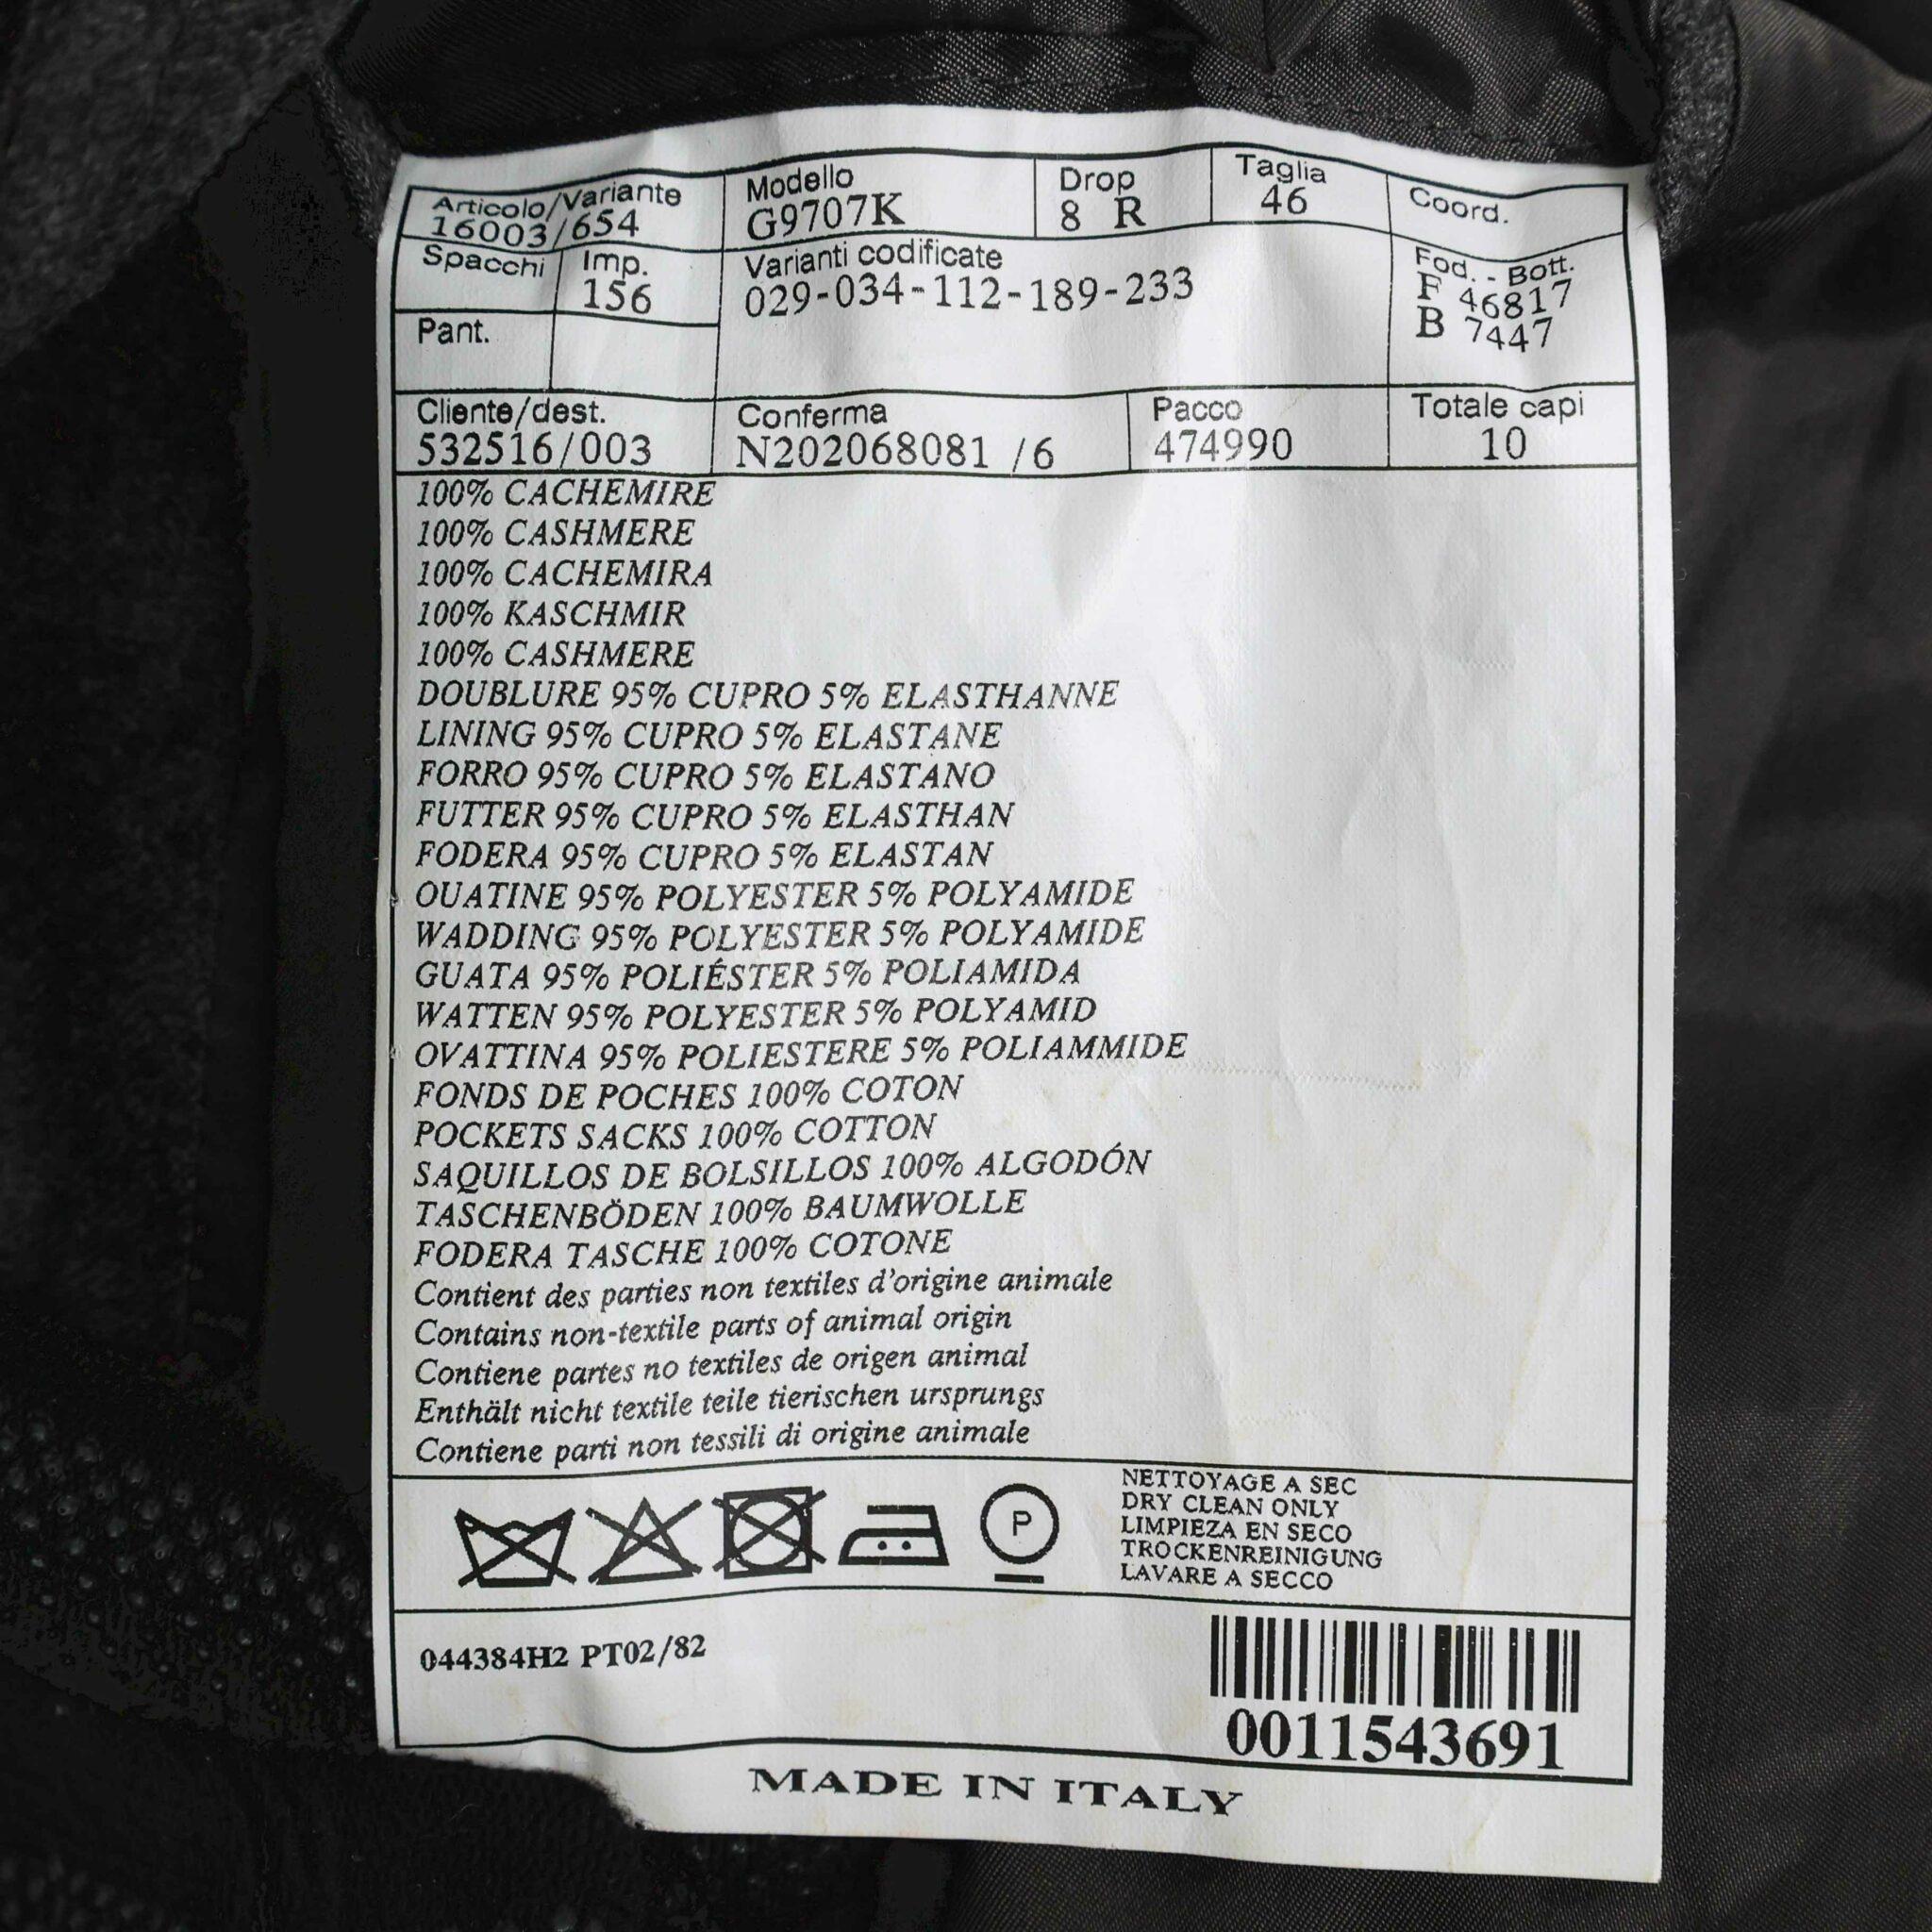 Articolo/Variante
16003/654
Modello
G9707K
Drop
8 R
Taglia
46
Coord.
Spacchi
Imp.
156
Varianti codificate
029-034-112-189-233
Fod. - Bott.
F 46817
B 7447
Pant.
Cliente/dest.
532516/003
Conferma
N202068081 /6
Pacco
474990
Totale capi
10
100% CACHEMIRE
100% CASHMERE
100% CACHEMIRA
100% KASCHMIR
100% CASHMERE
DOUBLURE 95% CUPRO 5% ELASTHANNE
LINING 95% CUPRO 5% ELASTANE
FORRO 95% CUPRO 5% ELASTANO
FUTTER 95% CUPRO 5% ELASTHAN
FODERA 95% CUPRO 5% ELASTAN
OUATINE 95% POLYESTER 5% POLYAMIDE
WADDING 95% POLYESTER 5% POLYAMIDE
GUATA 95% POLIÉSTER 5% POLIAMIDA
WATTEN 95% POLYESTER 5% POLYAMID
OVATTINA 95% POLIESTERE 5% POLIAMMIDE
FONDS DE POCHES 100% COTON
POCKETS SACKS 100% COTTON
SAQUILLOS DE BOLSILLOS 100% ALGODÓN
TASCHENBÖDEN 100% BAUMWOLLE
FODERA TASCHE 100% COTONE
Contient des parties non textiles d'origine animale
Contains non-textile parts of animal origin
Contiene partes no textiles de origen animal
Enthält nicht textile teile tierischen ursprungs
Contiene parti non tessili di origine animale
P
NETTOYAGE A SEC
DRY CLEAN ONLY
LIMPIEZA EN SECO
TROCKENREINIGUNG
LAVARE A SECCO
044384H2 PT02/82
0011543691
MADE IN ITALY